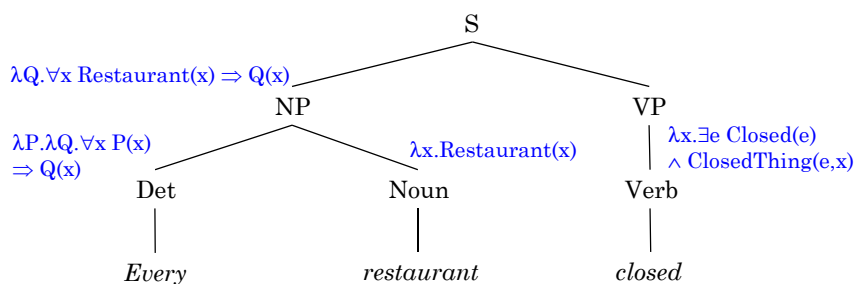 S
λQ.∀x Restaurant(x) ⇒ Q(x)
NP
VP
λP.λQ.∀x P(x)
⇒ Q(x)
λx.Restaurant(x)
λx.∃e Closed(e)
∧ ClosedThing(e,x)
Det
Noun
Verb
Every
restaurant
closed